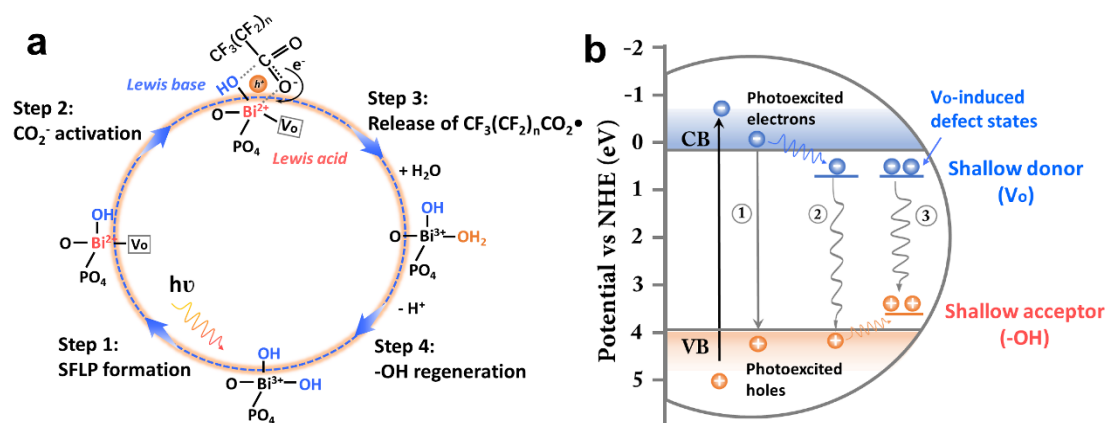 a
CF₃(CF₂)ₙ
C
O
O⁻
e⁻
HO
h⁺
Lewis base
O
Bi²⁺
Vo
PO₄
Lewis acid
Step 2:
CO₂⁻ activation
Step 3:
Release of CF₃(CF₂)ₙCO₂•
+ H₂O
OH
O
Bi³⁺
OH₂
PO₄
- H⁺
OH
O
Bi²⁺
Vo
PO₄
hυ
Step 1:
SFLP formation
Step 4:
-OH regeneration
OH
O
Bi³⁺
OH
PO₄
b
Potential vs NHE (eV)
-2
-1
0
1
2
3
4
5
CB
Photoexcited
electrons
Vo-induced
defect states
Shallow donor
(Vo)
1
2
3
Shallow acceptor
(-OH)
VB
Photoexcited
holes